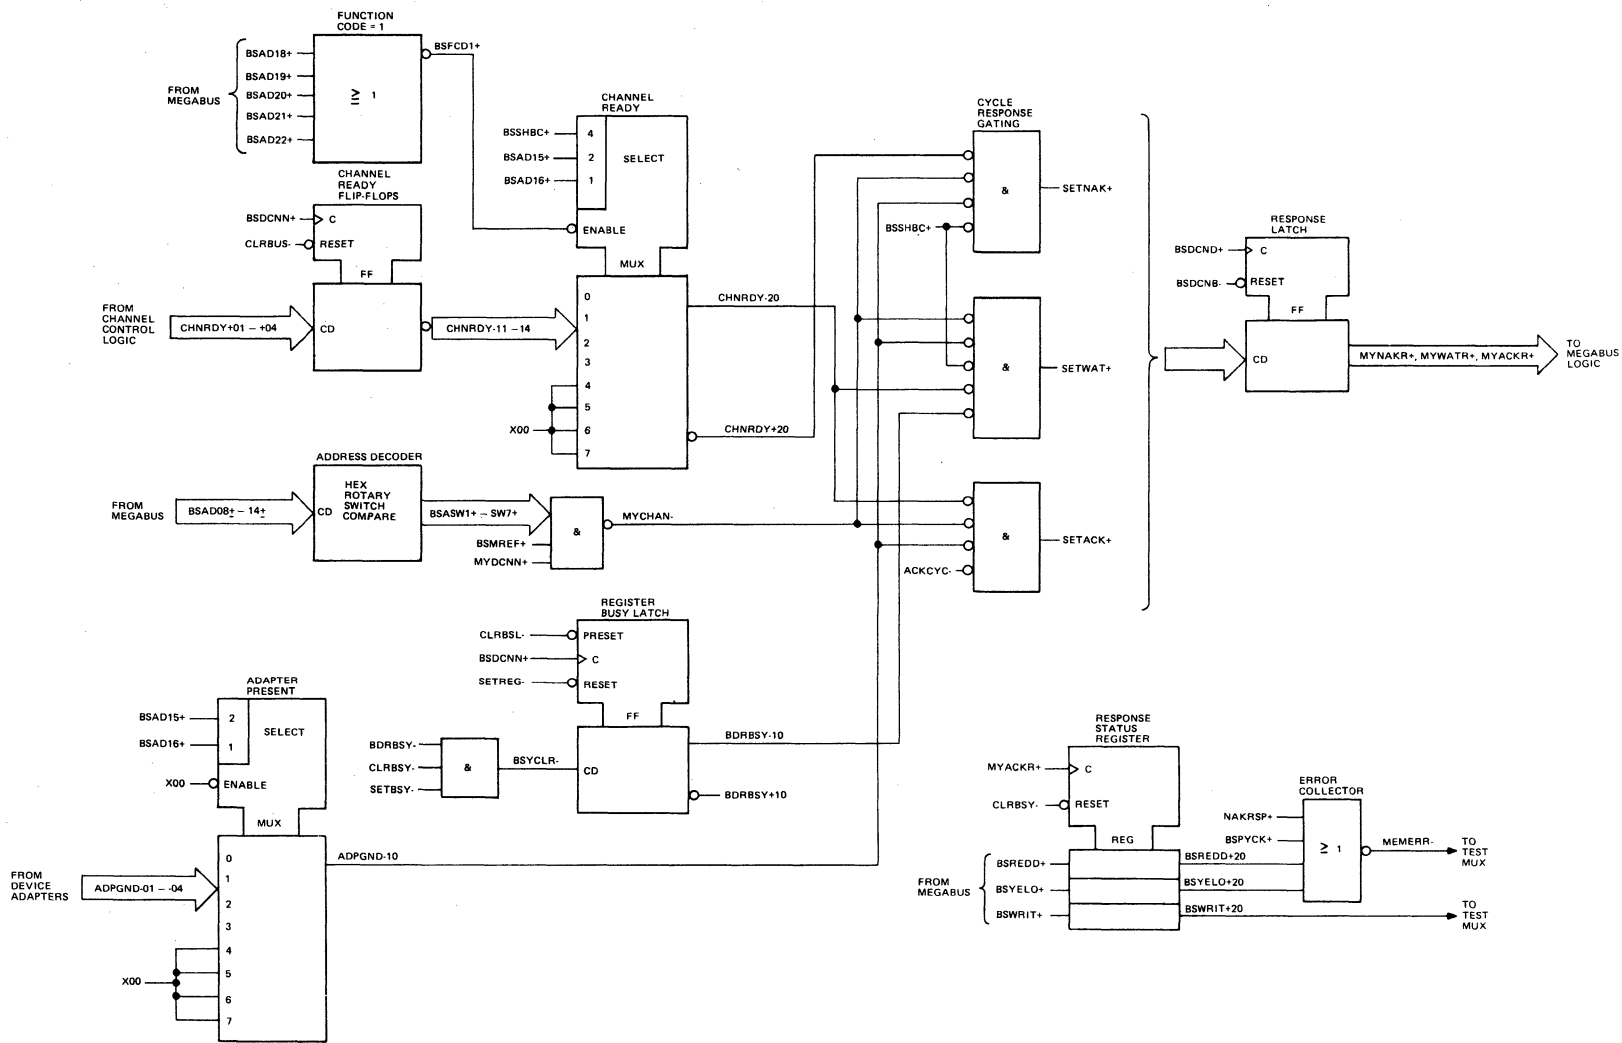 FUNCTION
CODE = 1
BSAD18+
BSAD19+
BSAD20+
BSAD21+
BSAD22+
FROM
MEGABUS
≥ 1
BSFCD1+
CHANNEL
READY
FLIP-FLOPS
BSDCNN+
C
CLRBUS-
RESET
FF
FROM
CHANNEL
CONTROL
LOGIC
CHNRDY+01 – +04
CD
CHNRDY-11 –14
CHANNEL
READY
BSSHBC+
4
BSAD15+
2
BSAD16+
1
SELECT
ENABLE
MUX
0
1
2
3
4
5
6
7
X00
CHNRDY-20
CHNRDY+20
ADDRESS DECODER
FROM
MEGABUS
BSAD08± – 14±
CD
HEX
ROTARY
SWITCH
COMPARE
BSASW1+ – SW7+
BSMREF+
MYDCNN+
&
MYCHAN-
CYCLE
RESPONSE
GATING
BSSHBC+
&
SETNAK+
&
SETWAT+
&
SETACK+
ACKCYC-
RESPONSE
LATCH
BSDCND+
C
BSDCNB-
RESET
FF
CD
MYNAKR+, MYWATR+, MYACKR+
TO
MEGABUS
LOGIC
REGISTER
BUSY LATCH
CLRBSL-
PRESET
BSDCNN+
C
SETREG-
RESET
FF
BDRBSY-
CLRBSY-
SETBSY-
&
BSYCLR-
CD
BDRBSY-10
BDRBSY+10
ADAPTER
PRESENT
BSAD15+
2
BSAD16+
1
SELECT
X00
ENABLE
MUX
FROM
DEVICE
ADAPTERS
ADPGND-01 – -04
0
1
2
3
4
5
6
7
X00
ADPGND-10
RESPONSE
STATUS
REGISTER
MYACKR+
C
CLRBSY-
RESET
REG
FROM
MEGABUS
BSREDD+
BSYELO+
BSWRIT+
BSREDD+20
BSYELO+20
BSWRIT+20
ERROR
COLLECTOR
NAKRSP+
BSPYCK+
≥ 1
MEMERR-
TO
TEST
MUX
TO
TEST
MUX